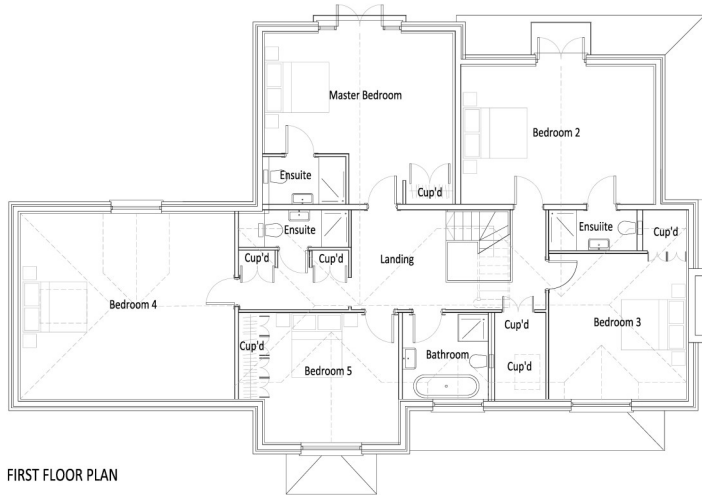 Master Bedroom
Bedroom 2
Ensuite
Cup'd
Ensuite
Ensuite
Cup'd
Cup'd
Cup'd
Landing
Bedroom 4
Cup'd
Bedroom 3
Cup'd
Bathroom
Cup'd
Bedroom 5
FIRST FLOOR PLAN